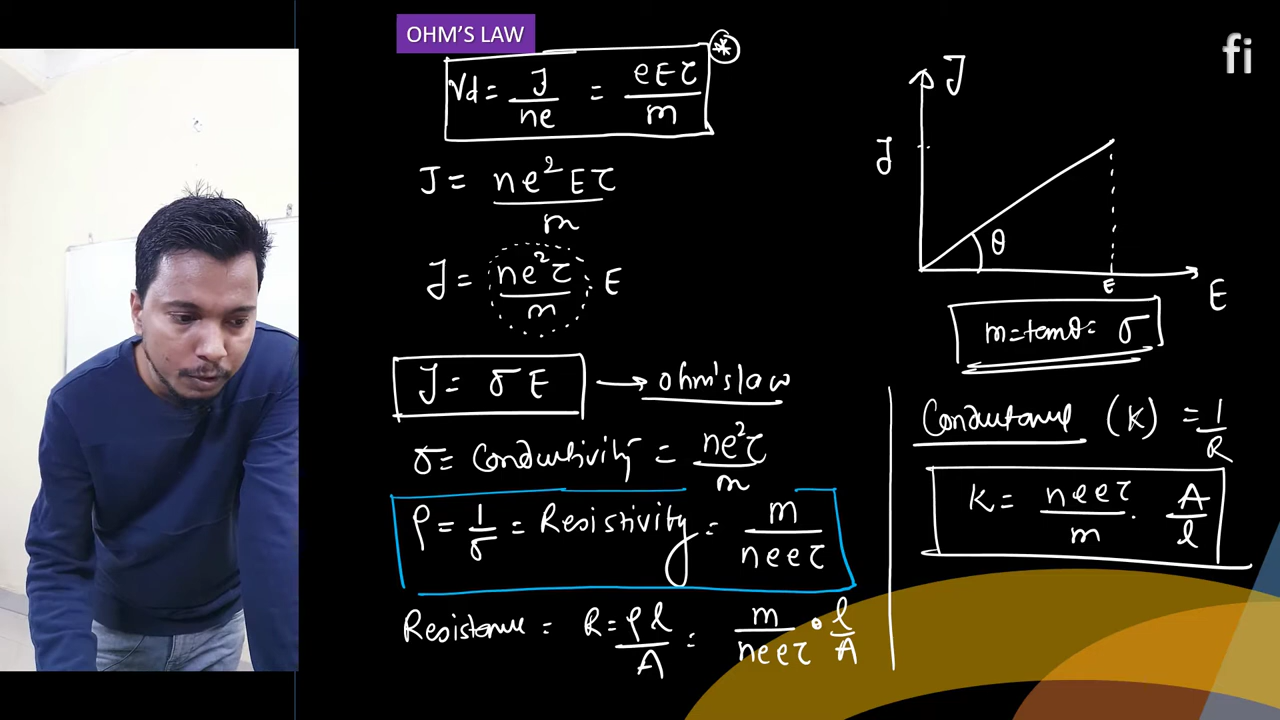 OHM'S LAW
fi
Vd = J/ne = eEτ/m *
J = ne²Eτ/m
J = ne²τ/m E
J = σE → ohm's law
σ = Conductivity = ne²τ/m
ρ = 1/σ = Resistivity = m/neeτ
Resistance = R = ρl/A = m/neeτ · l/A
J
J
θ
E
E
m = tanθ = σ
Conductance (K) = 1/R
K = neeτ/m · A/l